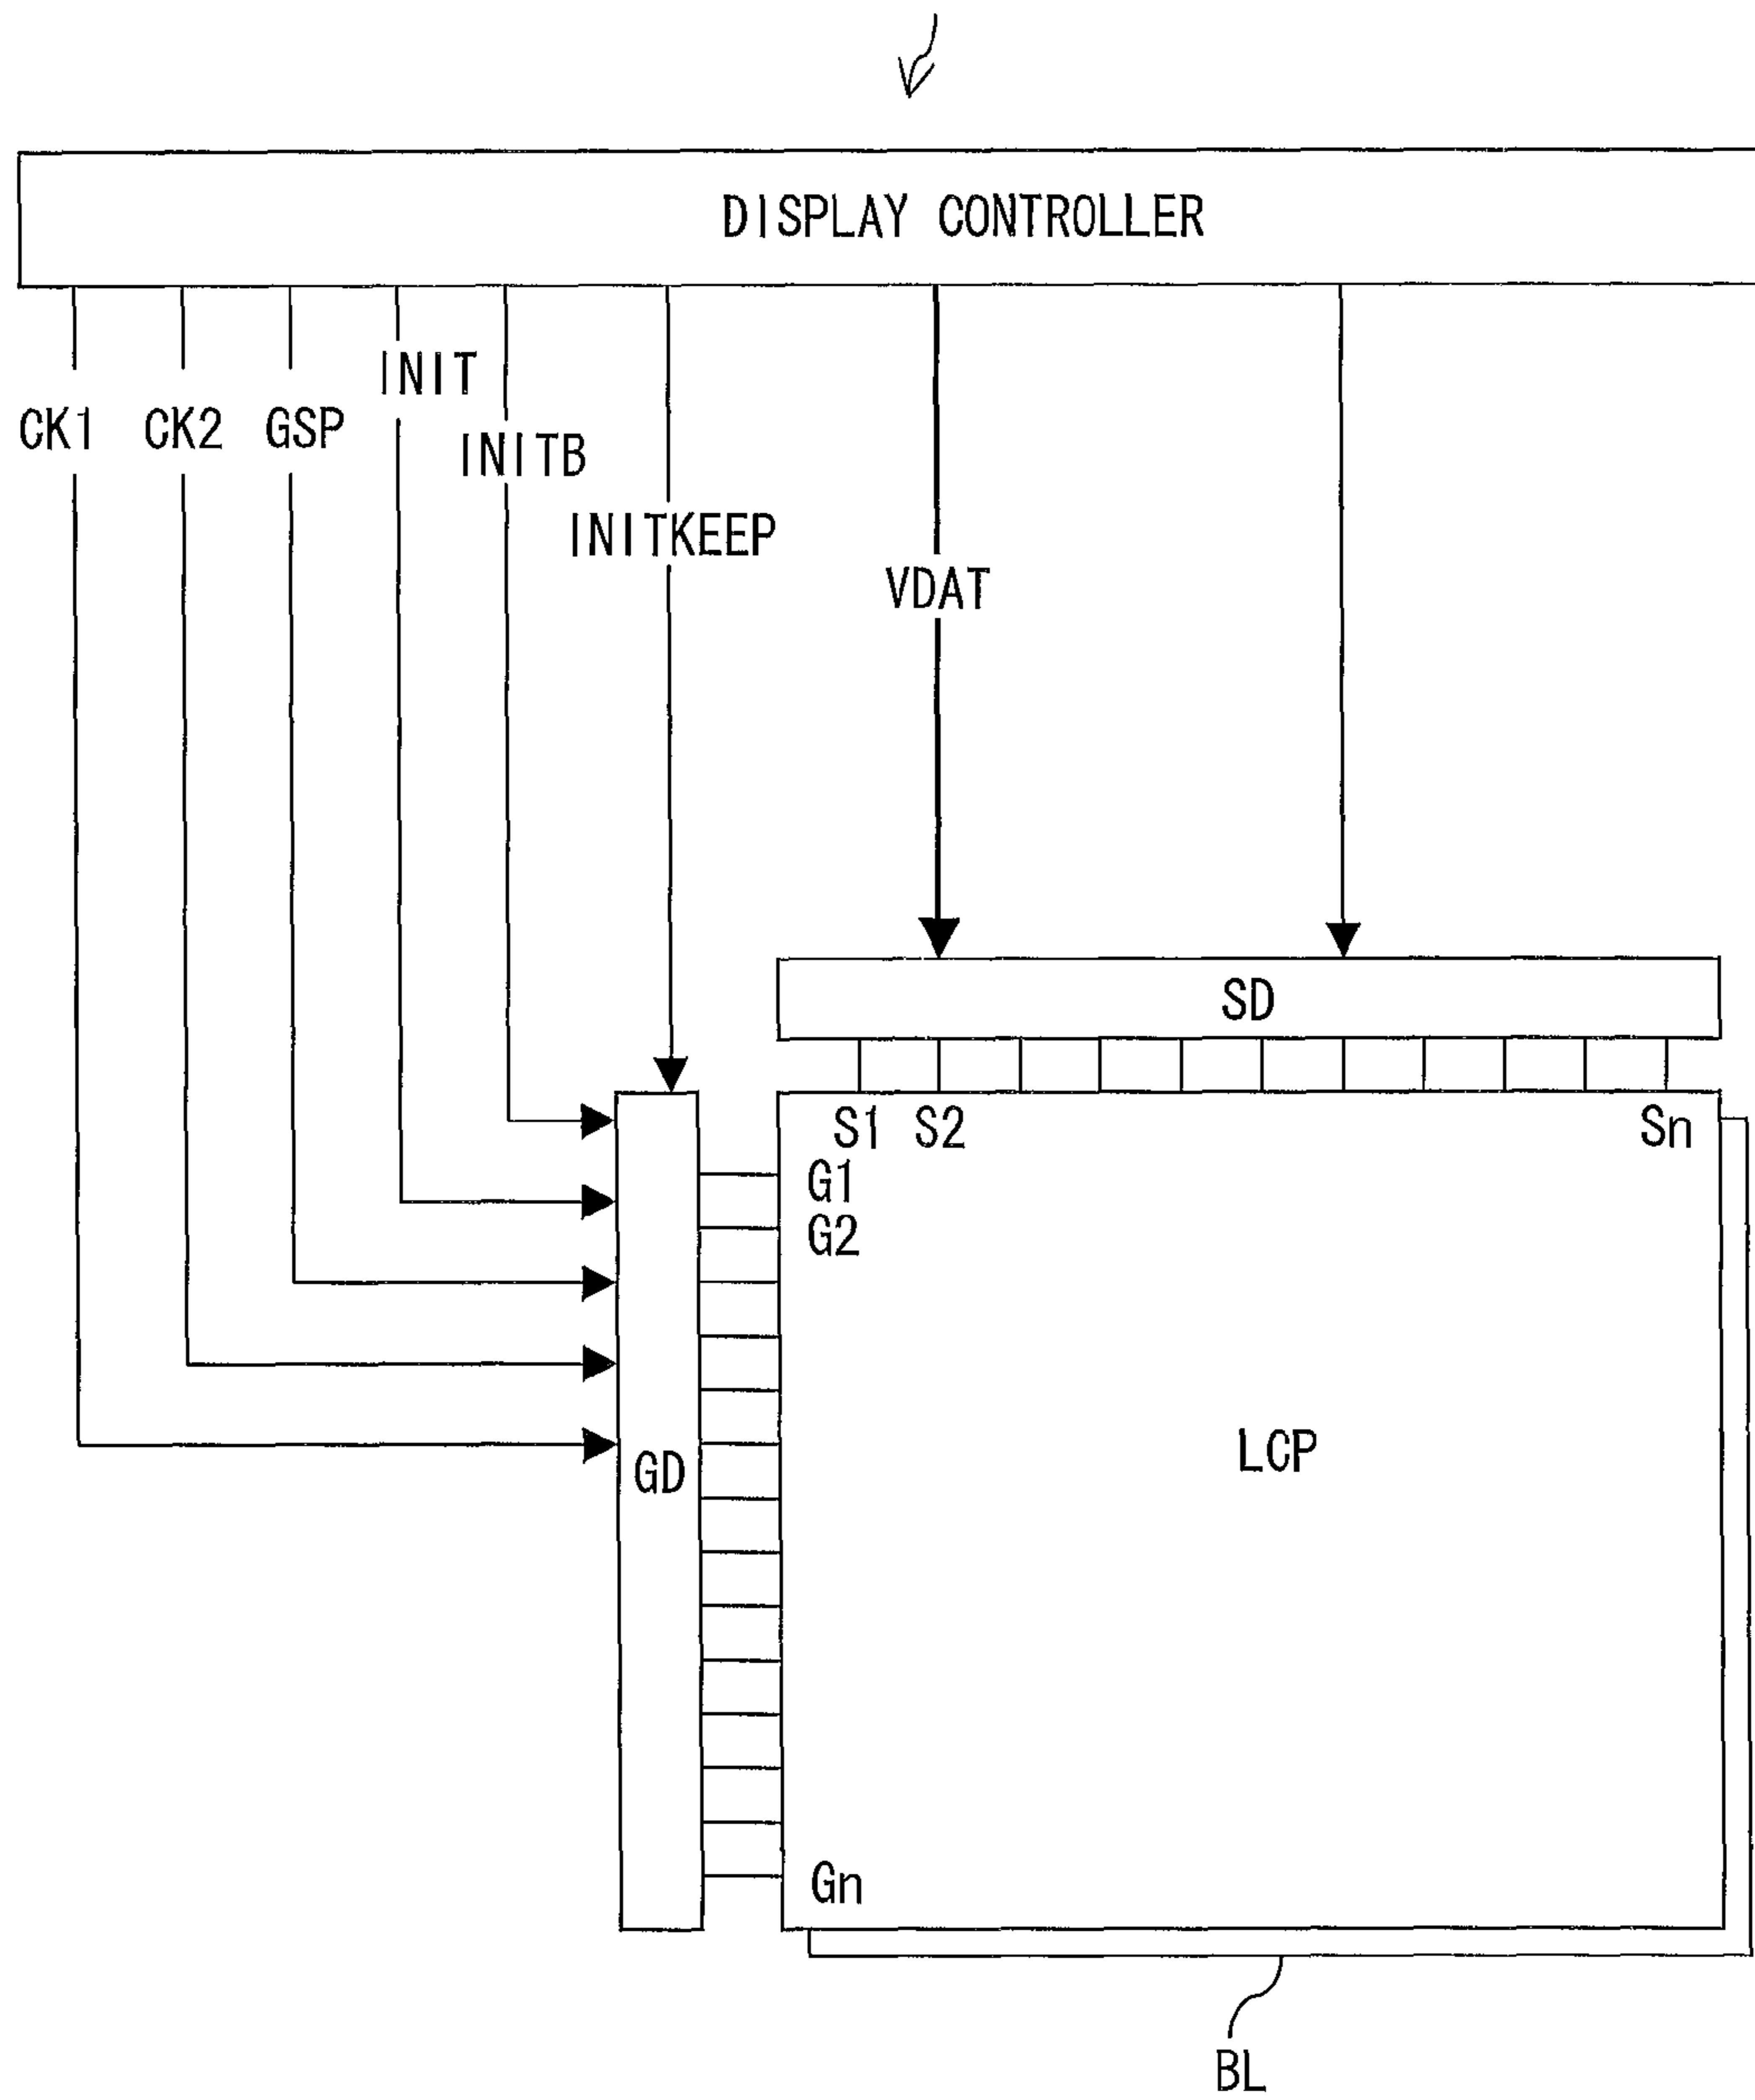 DISPLAY CONTROLLER
INIT
CK1 CK2 GSP
INITB
INITKEEP
VDAT
SD
S1 S2 Sn
G1
G2
LCP
GD
Gn
BL